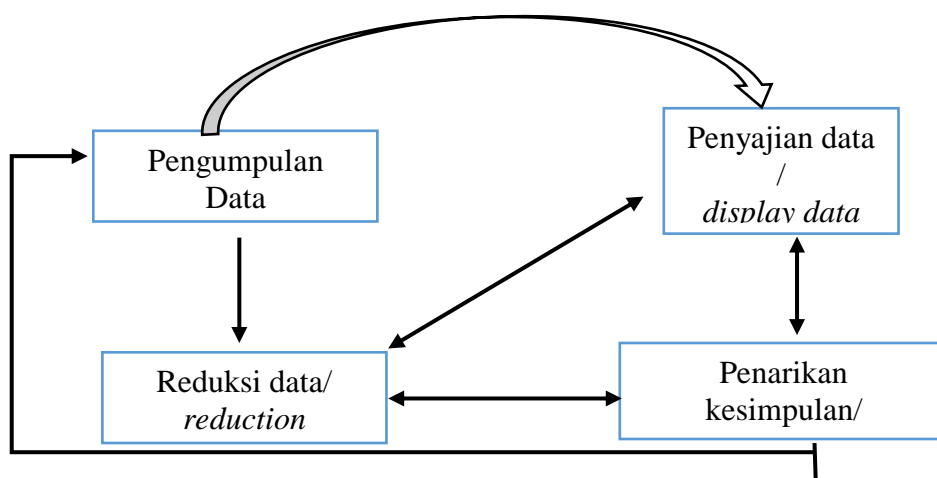 Pengumpulan
Data
Penyajian data
/
display data
Reduksi data/
reduction
Penarikan
kesimpulan/